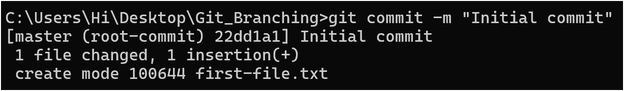 C:\Users\Hi\Desktop\Git_Branching>git commit -m "Initial commit"
[master (root-commit) 22dd1a1] Initial commit
 1 file changed, 1 insertion(+)
 create mode 100644 first-file.txt